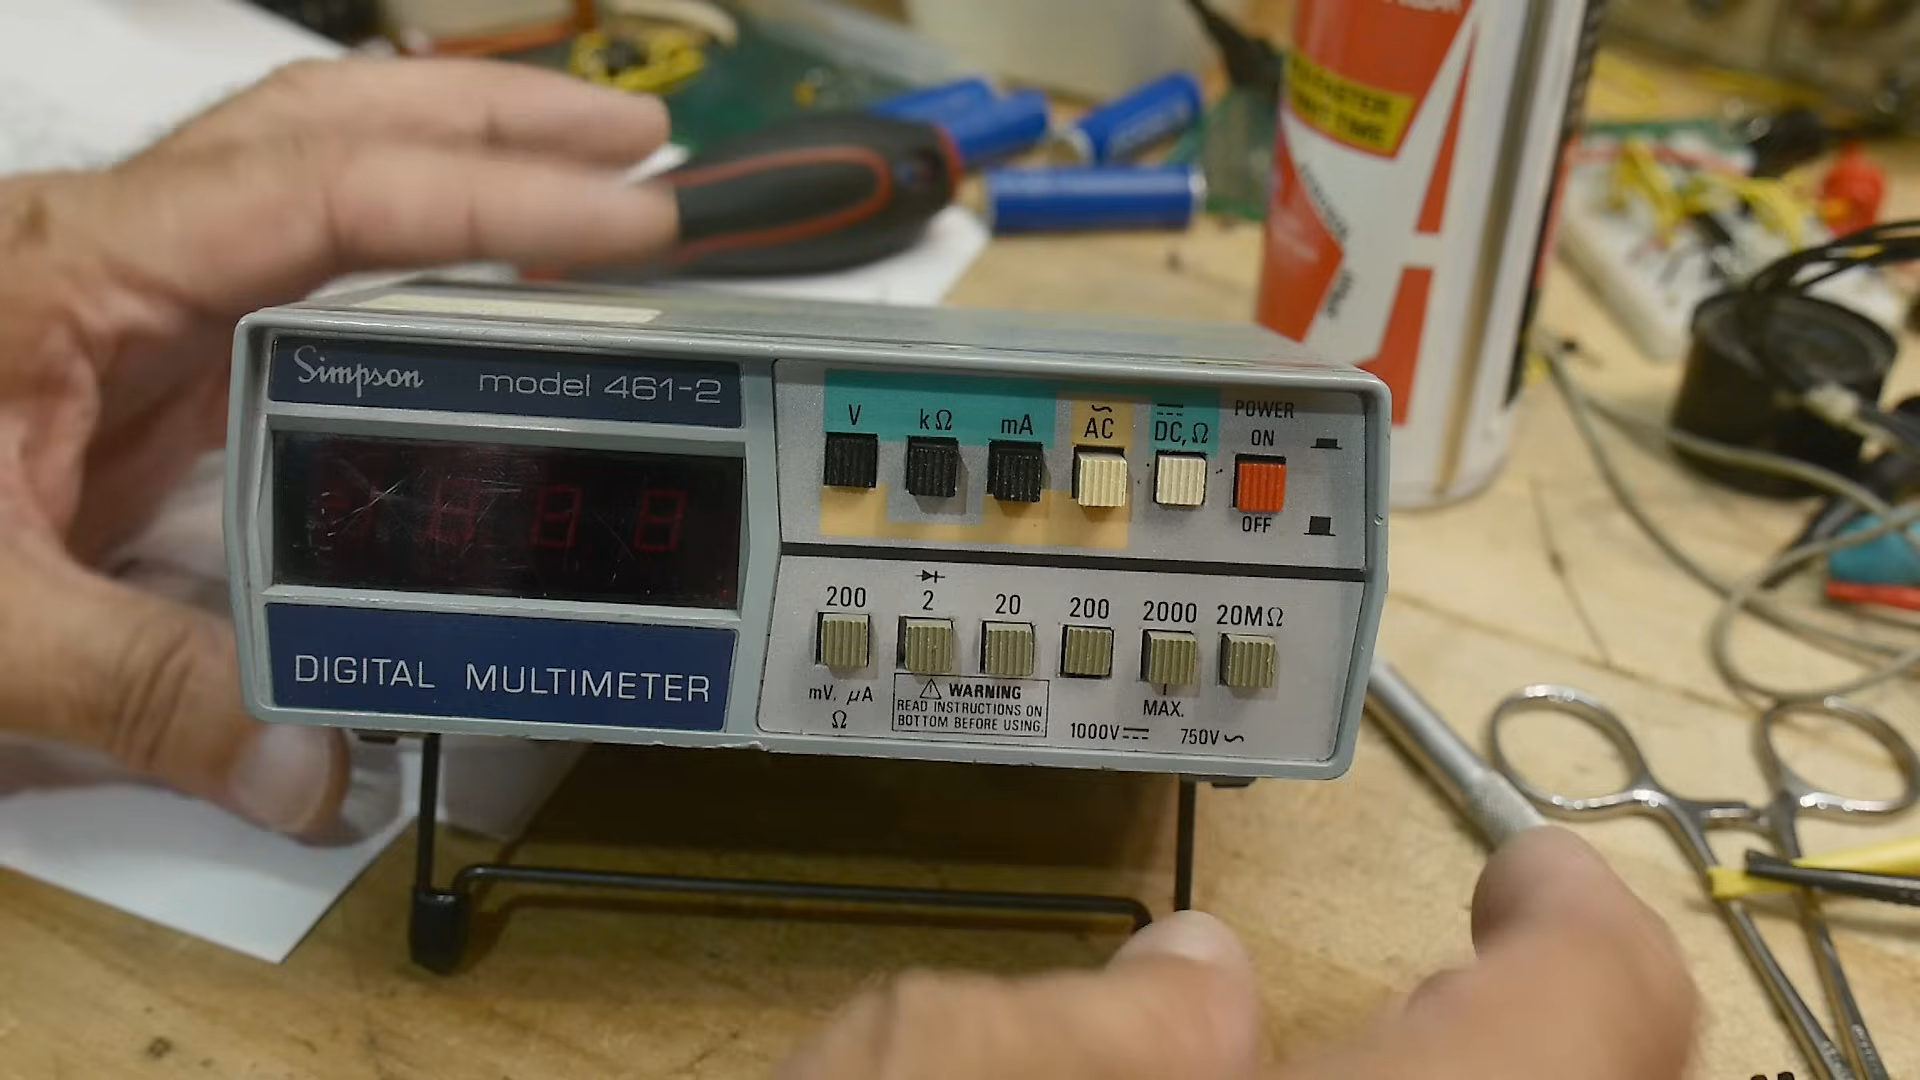 Simpson model 461-2
DIGITAL MULTIMETER
V kΩ mA AC DC, Ω
POWER
ON
OFF
200 2 20 200 2000 20MΩ
mV, μA
Ω
WARNING
READ INSTRUCTIONS ON
BOTTOM BEFORE USING.
MAX.
1000V 750V